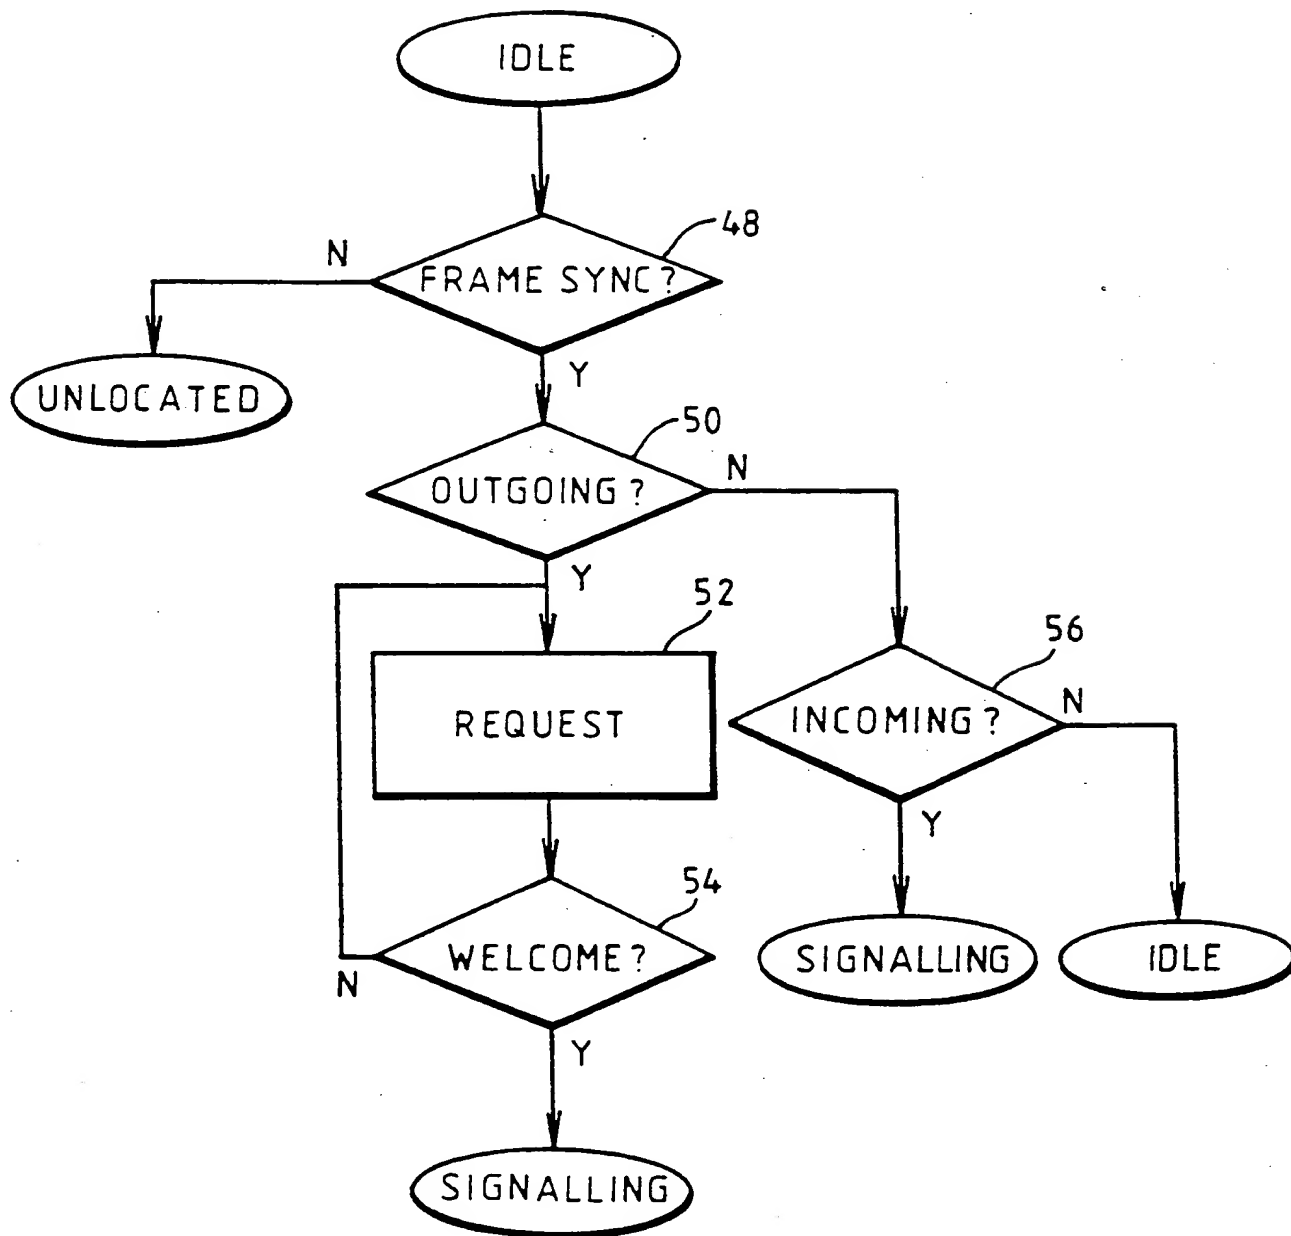 IDLE
48
N
FRAME SYNC?
Y
UNLOCATED
50
N
OUTGOING?
Y
52
56
REQUEST
INCOMING?
N
Y
54
WELCOME?
N
SIGNALLING
IDLE
Y
SIGNALLING